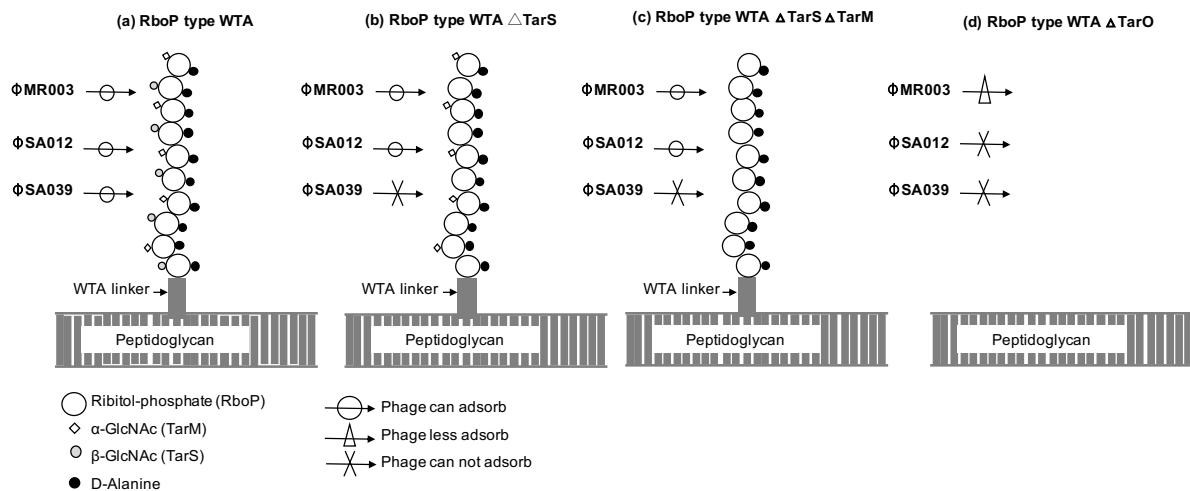 (a) RboP type WTA
(b) RboP type WTA △TarS
(c) RboP type WTA ΔTarS ΔTarM
(d) RboP type WTA ΔTarO
ΦMR003
ΦSA012
ΦSA039
ΦMR003
ΦSA012
ΦSA039
ΦMR003
ΦSA012
ΦSA039
ΦMR003
ΦSA012
ΦSA039
WTA linker
WTA linker
WTA linker
Peptidoglycan
Peptidoglycan
Peptidoglycan
Peptidoglycan
Ribitol-phosphate (RboP)
α-GlcNAc (TarM)
β-GlcNAc (TarS)
D-Alanine
Phage can adsorb
Phage less adsorb
Phage can not adsorb